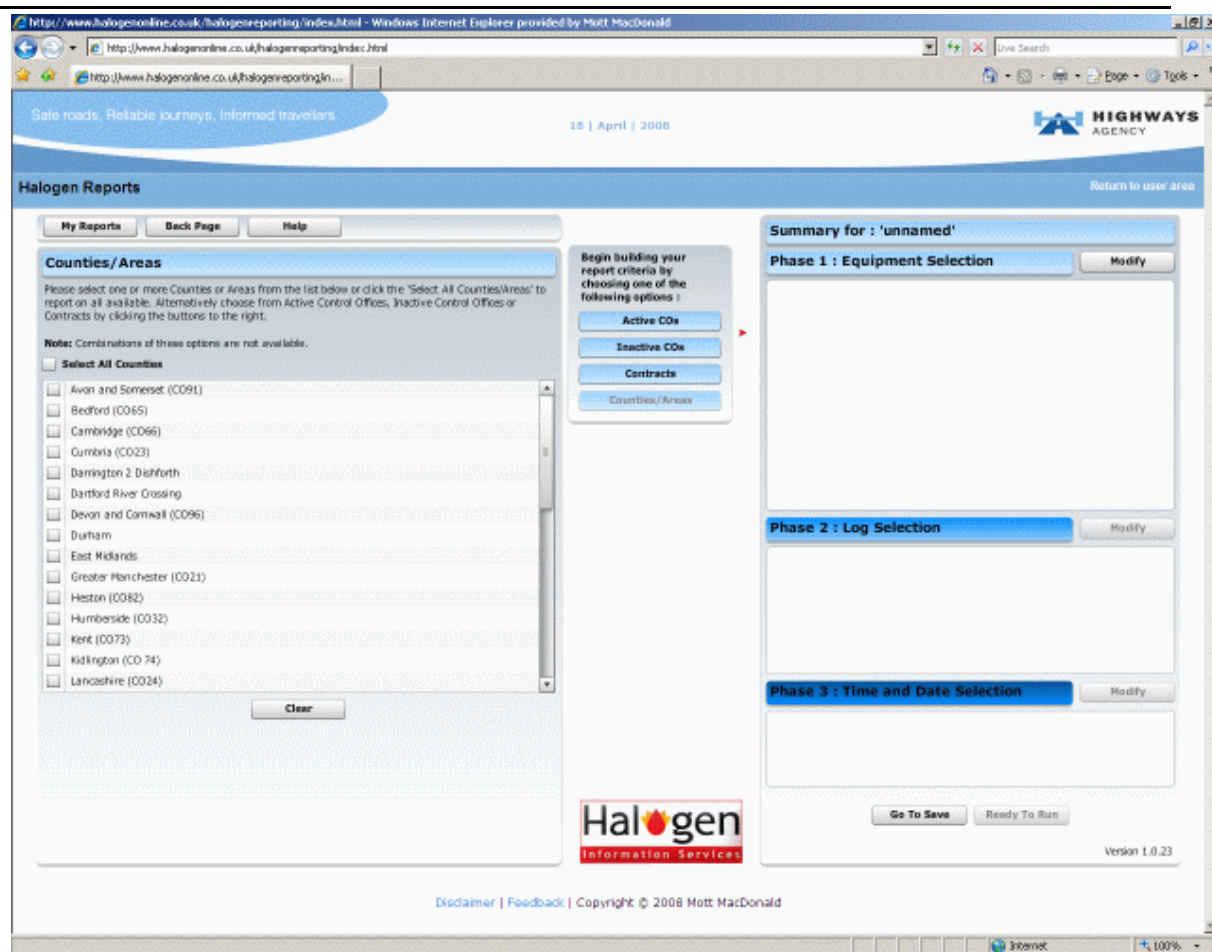 http://www.halogenonline.co.uk/halogenreporting/index.html - Windows Internet Explorer provided by Mott MacDonald
http://www.halogenonline.co.uk/halogenreporting/index.html
Live Search
http://www.halogenonline.co.uk/halogenreporting/in...
Page
Tools
Safe roads, Reliable journeys, Informed travellers
| April | 2008
HIGHWAYS
AGENCY
Halogen Reports
Return to user area
My Reports
Back Page
Help
Counties/Areas
Please select one or more Counties or Areas from the list below or click the 'Select All Counties/Areas' to
report on all available. Alternatively choose from Active Control Offices, Inactive Control Offices or
Contracts by clicking the buttons to the right.
Note: Combinations of these options are not available.
Select All Counties
Avon and Somerset (CO91)
Bedford (CO65)
Cambridge (CO66)
Cumbria (CO23)
Darrington 2 Dishforth
Dartford River Crossing
Devon and Cornwall (CO96)
Durham
East Midlands
Greater Manchester (CO21)
Heston (CO82)
Humberside (CO32)
Kent (CO73)
Kidlington (CO 74)
Lancashire (CO24)
Clear
Begin building your
report criteria by
choosing one of the
following options :
Active COs
Inactive COs
Contracts
Counties/Areas
Halogen
Information Services
Summary for : 'unnamed'
Phase 1 : Equipment Selection
Modify
Phase 2 : Log Selection
Modify
Phase 3 : Time and Date Selection
Modify
Go To Save
Ready To Run
Version 1.0.23
Disclaimer | Feedback | Copyright © 2008 Mott MacDonald
Internet
100%